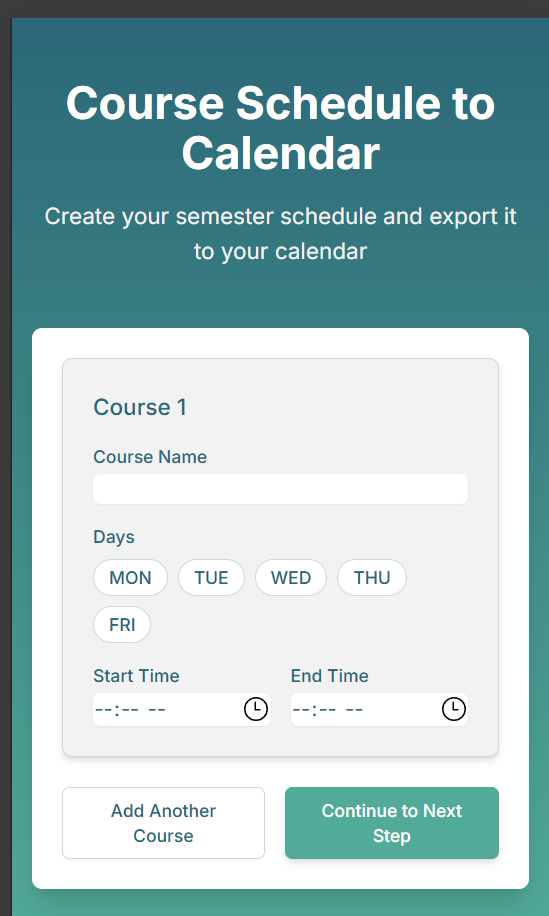 Course Schedule to
Calendar
Create your semester schedule and export it
to your calendar
Course 1
Course Name
Days
MON TUE WED THU
FRI
Start Time End Time
--:-- -- --:-- --
Add Another Continue to Next
Course Step